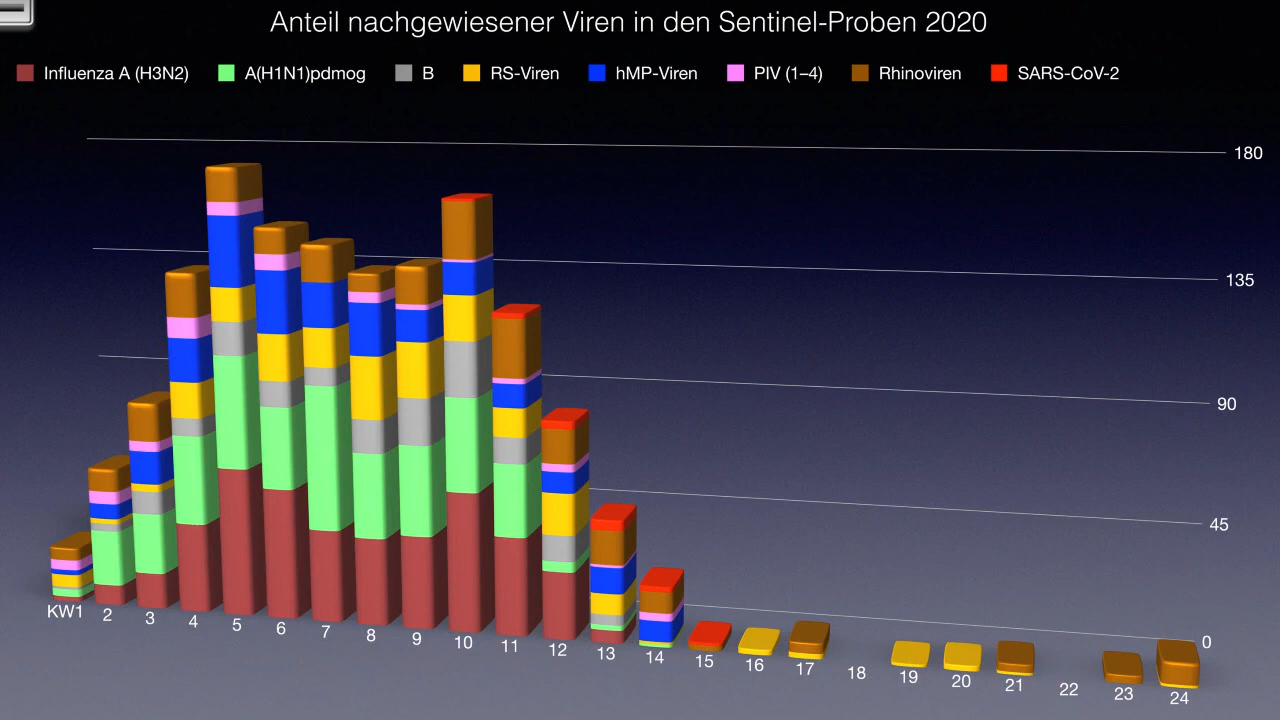 Anteil nachgewiesener Viren in den Sentinel-Proben 2020
Influenza A (H3N2) A(H1N1)pdmog B RS-Viren hMP-Viren PIV (1–4) Rhinoviren SARS-CoV-2
180
135
90
45
0
KW1 2 3 4 5 6 7 8 9 10 11 12 13 14 15 16 17 18 19 20 21 22 23 24